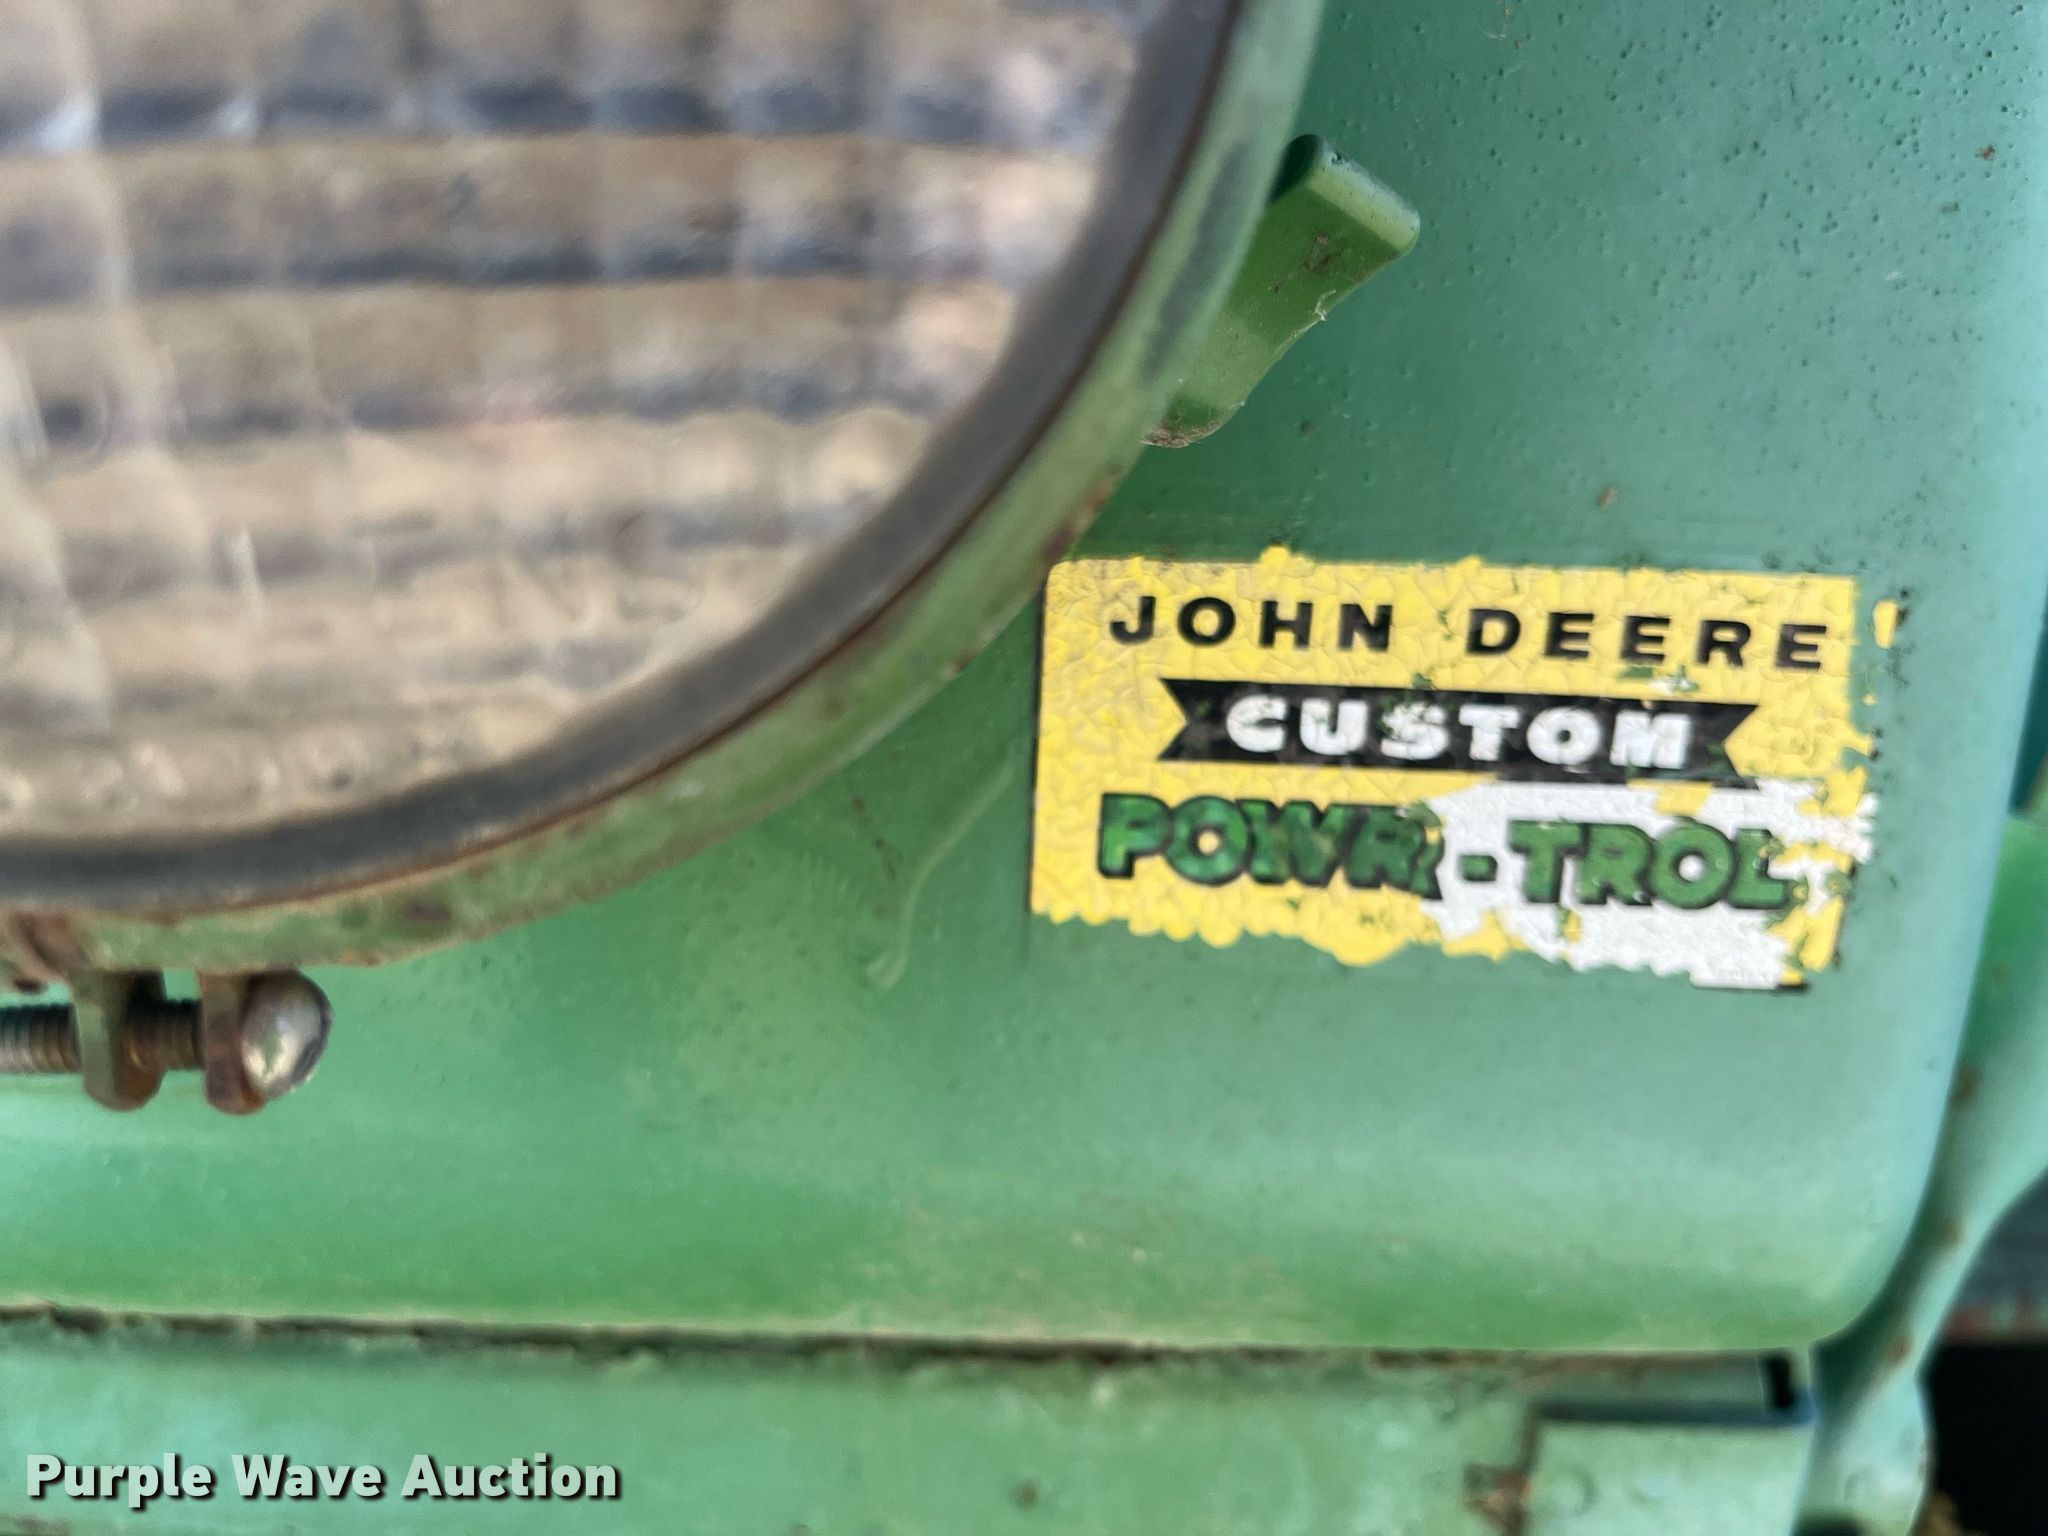 JOHN DEERE
CUSTOM
POWR-TROL
Purple Wave Auction